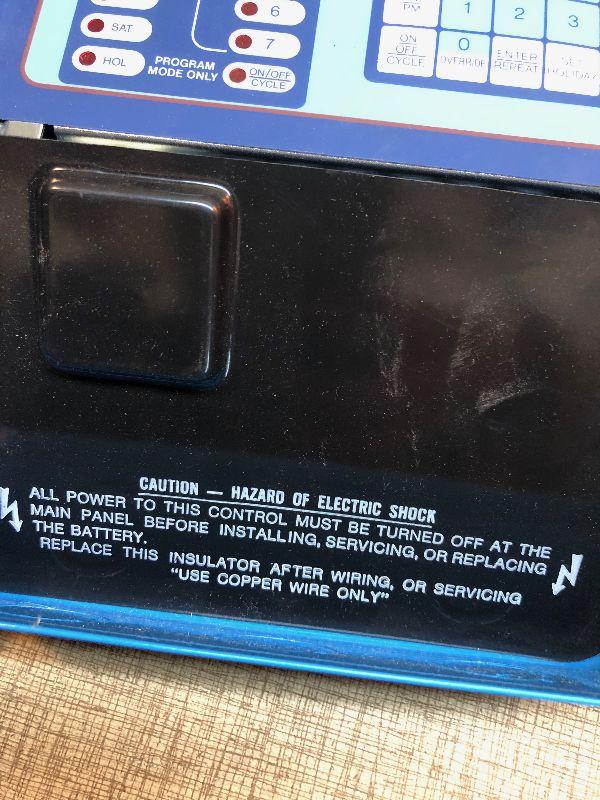 6
PM
1
2
3
SAT
7
ON
OFF
CYCLE
0
OVERRIDE
ENTER
REPEAT
SET
HOLIDAY
HOL
PROGRAM
MODE ONLY
ON/OFF
CYCLE
CAUTION — HAZARD OF ELECTRIC SHOCK
ALL POWER TO THIS CONTROL MUST BE TURNED OFF AT THE
MAIN PANEL BEFORE INSTALLING, SERVICING, OR REPLACING
THE BATTERY.
REPLACE THIS INSULATOR AFTER WIRING, OR SERVICING
"USE COPPER WIRE ONLY"